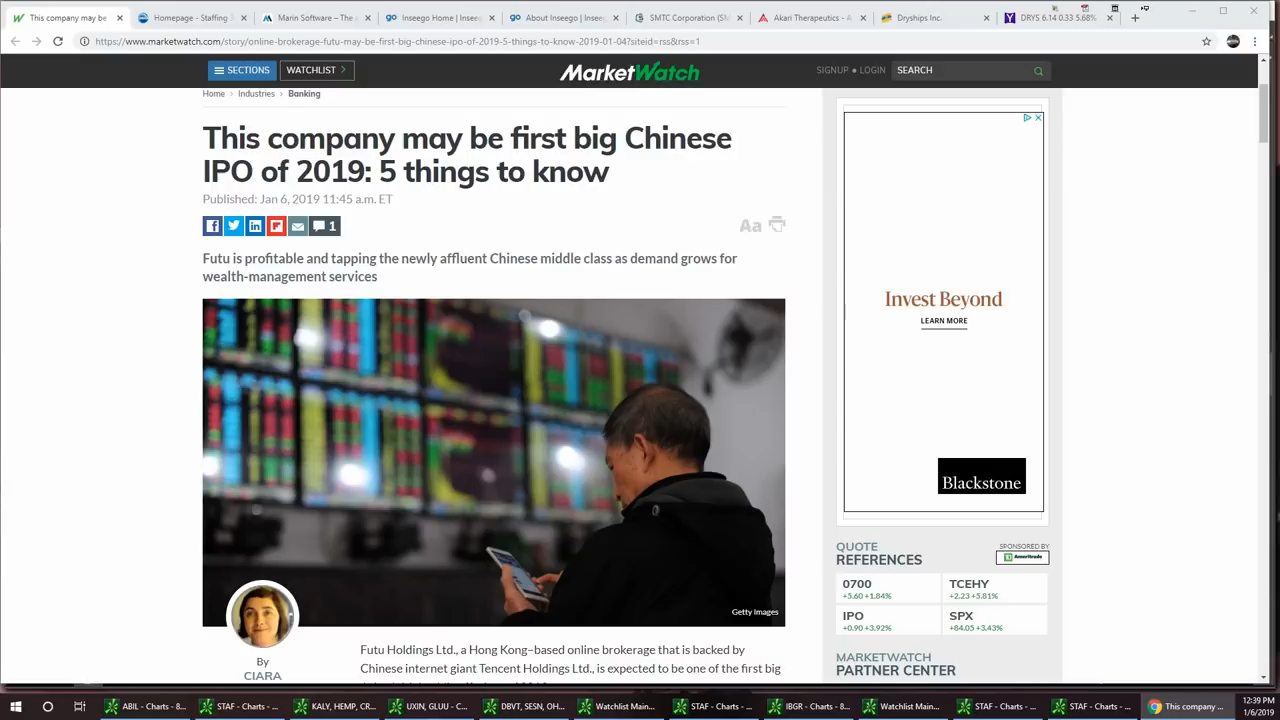 This company may be
Homepage - Staffing
Marin Software – The
Inseego Home | Insee
About Inseego | Insee
SMTC Corporation (SM
Akari Therapeutics - A
Dryships Inc.
DRYS 6.14 0.33 5.68%
https://www.marketwatch.com/story/online-brokerage-futu-may-be-first-big-chinese-ipo-of-2019-5-things-to-know-2019-01-04?siteid=rss&rss=1
SECTIONS
WATCHLIST
MarketWatch
SIGNUP • LOGIN
SEARCH
Home > Industries > Banking
This company may be first big Chinese
IPO of 2019: 5 things to know
Published: Jan 6, 2019 11:45 a.m. ET
1
Aa
Futu is profitable and tapping the newly affluent Chinese middle class as demand grows for
wealth-management services
Getty Images
By
CIARA
Futu Holdings Ltd., a Hong Kong–based online brokerage that is backed by
Chinese internet giant Tencent Holdings Ltd., is expected to be one of the first big
Invest Beyond
LEARN MORE
Blackstone
QUOTE
REFERENCES
SPONSORED BY
Ameritrade
0700
+5.60 +1.84%
TCEHY
+2.23 +5.81%
IPO
+0.90 +3.92%
SPX
+84.05 +3.43%
MARKETWATCH
PARTNER CENTER
ABIL - Charts - 8...
STAF - Charts - ...
KALY, HEMP, CR...
UXIN, GLUU - C...
DBVT, SESN, OH...
Watchlist Main...
STAF - Charts - ...
IBGR - Charts - 8...
Watchlist Main...
STAF - Charts - ...
STAF - Charts - ...
This company ...
12:39 PM
1/6/2019